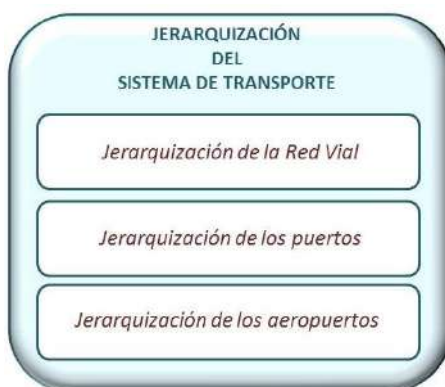 JERARQUIZACIÓN
DEL
SISTEMA DE TRANSPORTE
Jerarquización de la Red Vial
Jerarquización de los puertos
Jerarquización de los aeropuertos